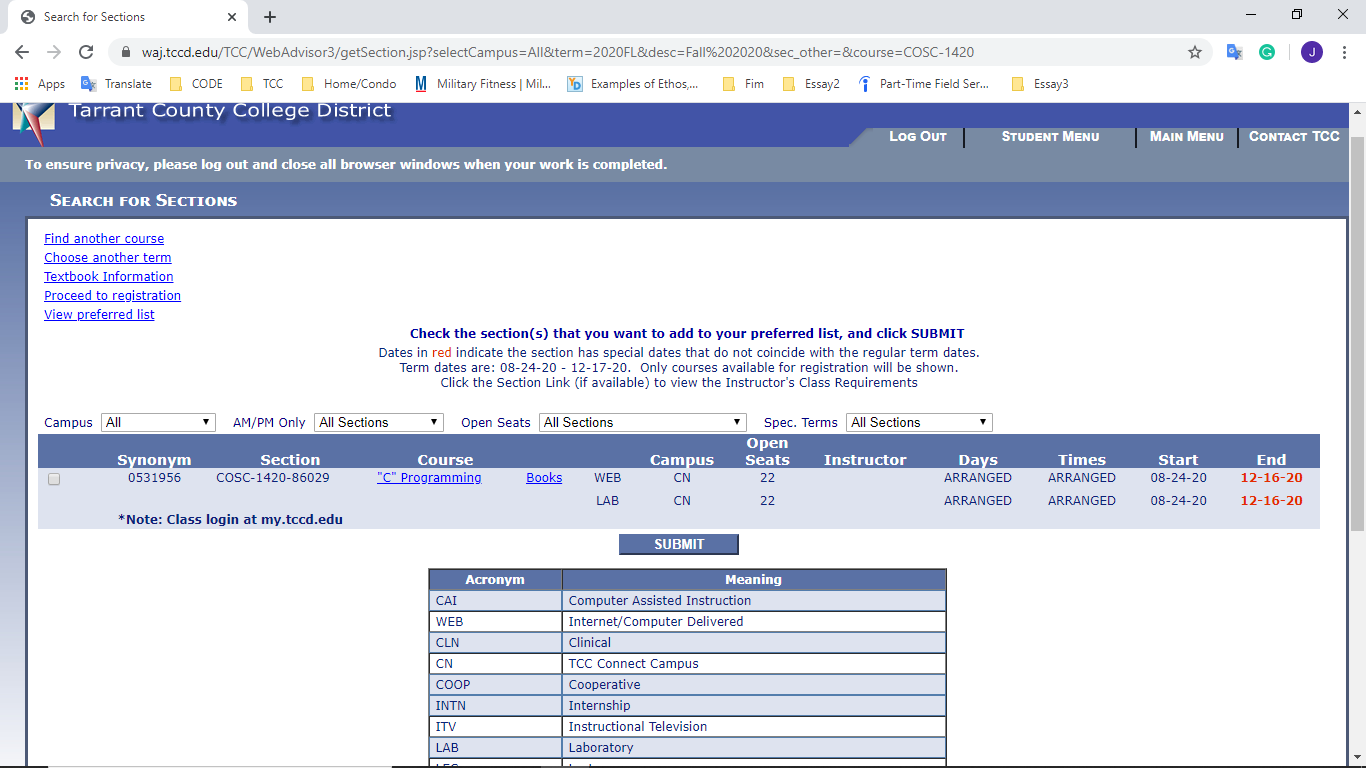 Search for Sections
waj.tccd.edu/TCC/WebAdvisor3/getSection.jsp?selectCampus=All&term=2020FL&desc=Fall%202020&sec_other=&course=COSC-1420
J
Apps Translate CODE TCC Home/Condo Military Fitness | Mil... Examples of Ethos,... Fim Essay2 Part-Time Field Ser... Essay3
Tarrant County College District
Log Out Student Menu Main Menu Contact TCC
To ensure privacy, please log out and close all browser windows when your work is completed.
Search for Sections
Find another course
Choose another term
Textbook Information
Proceed to registration
View preferred list
Check the section(s) that you want to add to your preferred list, and click SUBMIT
Dates in red indicate the section has special dates that do not coincide with the regular term dates.
Term dates are: 08-24-20 - 12-17-20. Only courses available for registration will be shown.
Click the Section Link (if available) to view the Instructor's Class Requirements
Campus All AM/PM Only All Sections Open Seats All Sections Spec. Terms All Sections
Synonym Section Course Campus Open Seats Instructor Days Times Start End
0531956 COSC-1420-86029 "C" Programming Books WEB CN 22 ARRANGED ARRANGED 08-24-20 12-16-20
LAB CN 22 ARRANGED ARRANGED 08-24-20 12-16-20
*Note: Class login at my.tccd.edu
SUBMIT
Acronym Meaning
CAI Computer Assisted Instruction
WEB Internet/Computer Delivered
CLN Clinical
CN TCC Connect Campus
COOP Cooperative
INTN Internship
ITV Instructional Television
LAB Laboratory